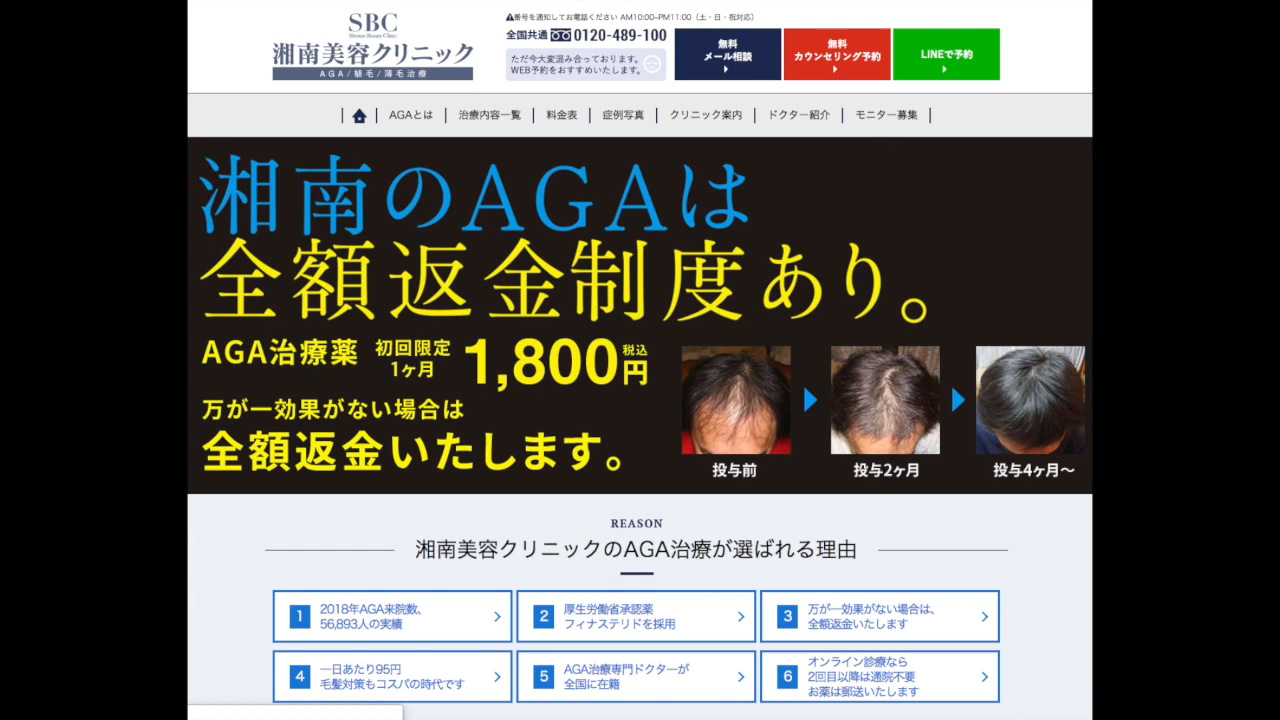 SBC
Shonan Beauty Clinic
湘南美容クリニック
AGA/植毛/薄毛治療
番号を通知してお電話ください AM10:00~PM11:00（土・日・祝対応）
全国共通 0120-489-100
ただ今大変混み合っております。
WEB予約をおすすめいたします。
無料
メール相談
無料
カウンセリング予約
LINEで予約
AGAとは
治療内容一覧
料金表
症例写真
クリニック案内
ドクター紹介
モニター募集
湘南のAGAは
全額返金制度あり。
AGA治療薬 初回限定 1ヶ月 1,800円 税込
万が一効果がない場合は
全額返金いたします。
投与前
投与2ヶ月
投与4ヶ月〜
REASON
湘南美容クリニックのAGA治療が選ばれる理由
1 2018年AGA来院数、
56,893人の実績
2 厚生労働省承認薬
フィナステリドを採用
3 万が一効果がない場合は、
全額返金いたします
4 一日あたり95円
毛髪対策もコスパの時代です
5 AGA治療専門ドクターが
全国に在籍
6 オンライン診療なら
2回目以降は通院不要
お薬は郵送いたします